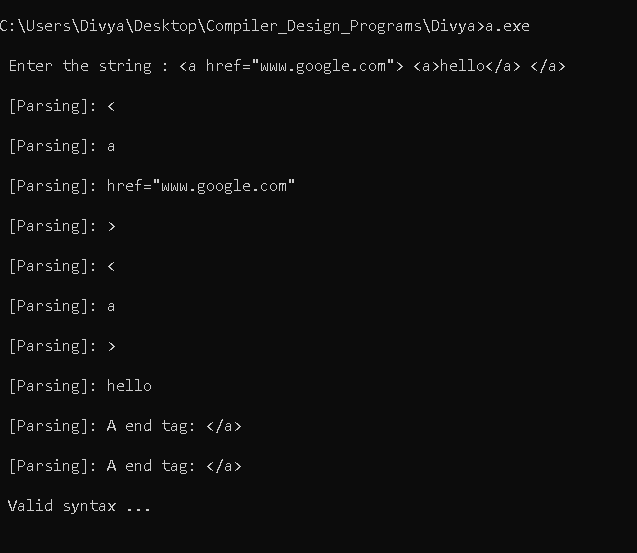 C:\Users\Divya\Desktop\Compiler_Design_Programs\Divya>a.exe
Enter the string : <a href="www.google.com"> <a>hello</a> </a>
[Parsing]: <
[Parsing]: a
[Parsing]: href="www.google.com"
[Parsing]: >
[Parsing]: <
[Parsing]: a
[Parsing]: >
[Parsing]: hello
[Parsing]: A end tag: </a>
[Parsing]: A end tag: </a>
Valid syntax ...